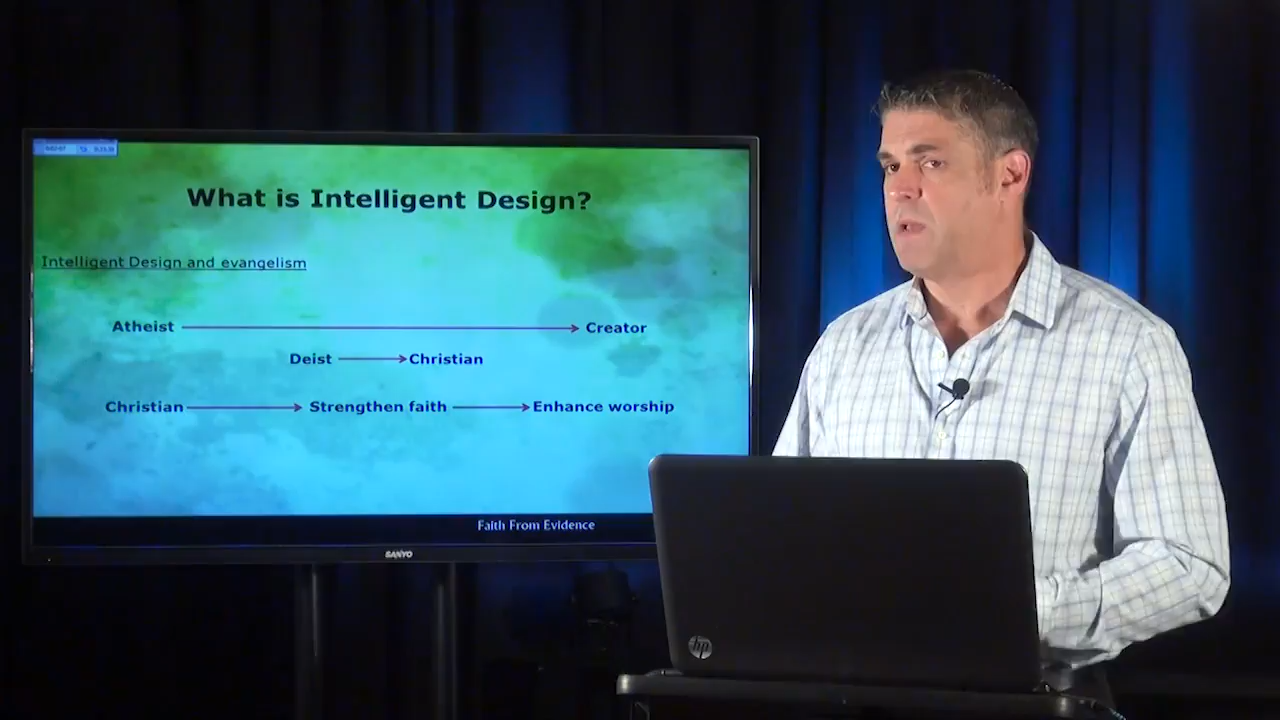 What is Intelligent Design?
Intelligent Design and evangelism
Atheist Creator
Deist Christian
Christian Strengthen faith Enhance worship
Faith From Evidence
SANYO
hp